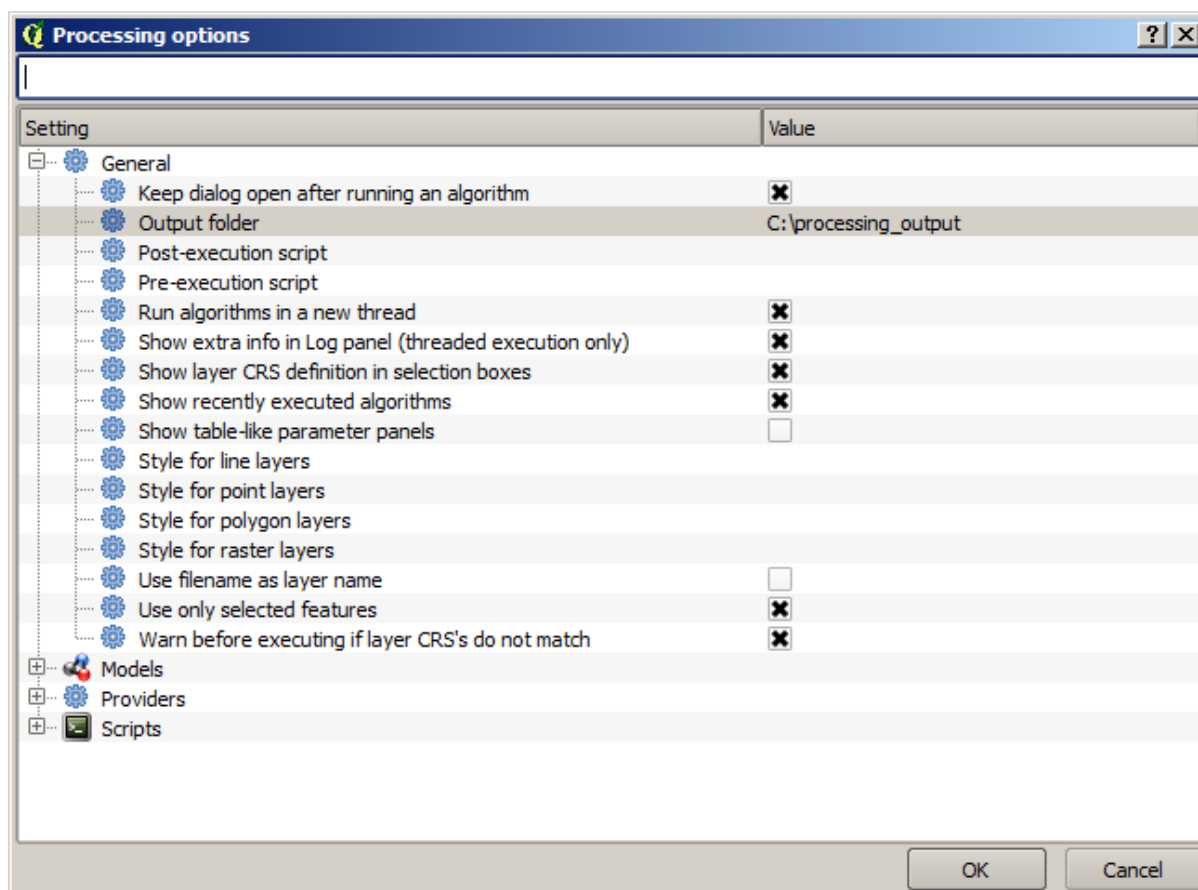 Processing options
Setting Value
General
Keep dialog open after running an algorithm
Output folder C:\processing_output
Post-execution script
Pre-execution script
Run algorithms in a new thread
Show extra info in Log panel (threaded execution only)
Show layer CRS definition in selection boxes
Show recently executed algorithms
Show table-like parameter panels
Style for line layers
Style for point layers
Style for polygon layers
Style for raster layers
Use filename as layer name
Use only selected features
Warn before executing if layer CRS's do not match
Models
Providers
Scripts
OK Cancel